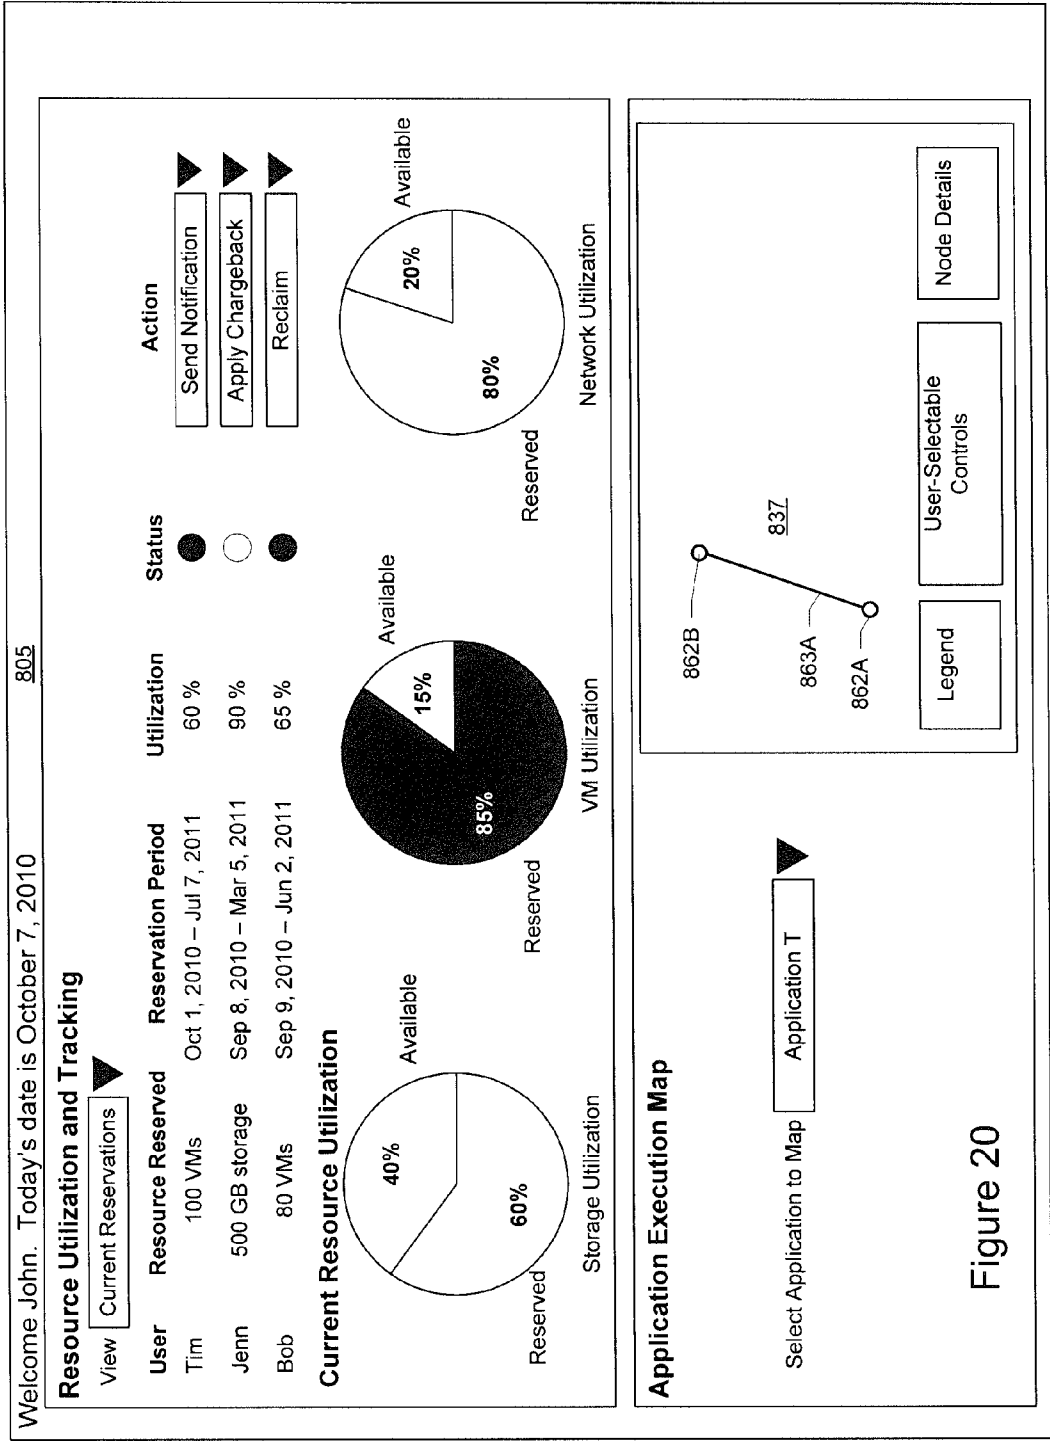 Welcome John. Today's date is October 7, 2010
805
Resource Utilization and Tracking
View Current Reservations
User Resource Reserved Reservation Period Utilization Status Action
Tim 100 VMs Oct 1, 2010 – Jul 7, 2011 60 % Send Notification
Jenn 500 GB storage Sep 8, 2010 – Mar 5, 2011 90 % Apply Chargeback
Bob 80 VMs Sep 9, 2010 – Jun 2, 2011 65 % Reclaim
Current Resource Utilization
Available
40%
60%
Reserved
Storage Utilization
Available
15%
85%
Reserved
VM Utilization
Available
20%
80%
Reserved
Network Utilization
Application Execution Map
Select Application to Map Application T
862B
837
863A
862A
Legend
User-Selectable
Controls
Node Details
Figure 20